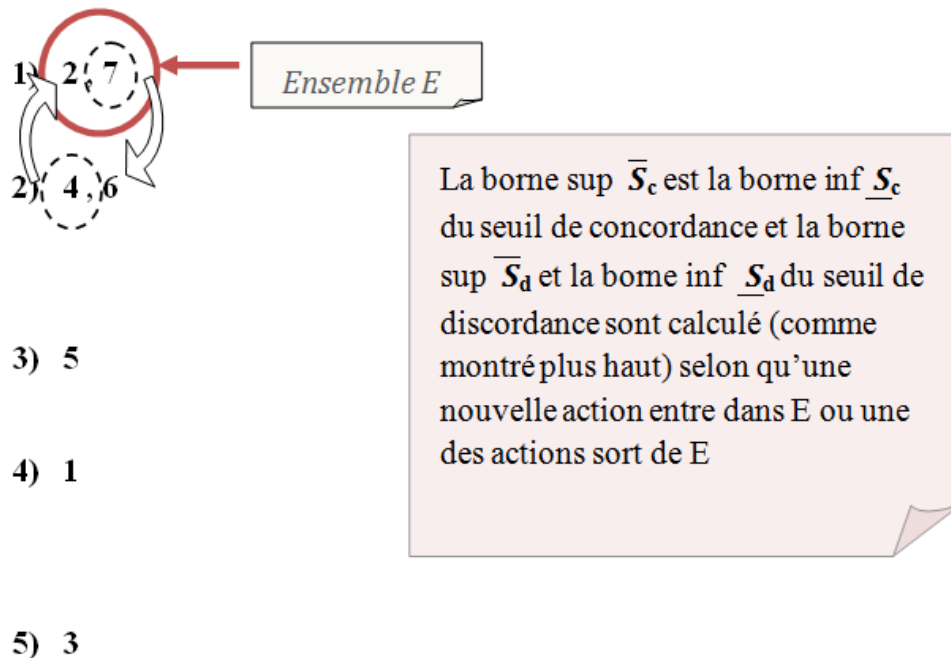 1) 2, 7
Ensemble E
2) 4, 6
3) 5
4) 1
5) 3
La borne sup S̅c est la borne inf S̲c
du seuil de concordance et la borne
sup S̅d et la borne inf S̲d du seuil de
discordance sont calculé (comme
montré plus haut) selon qu’une
nouvelle action entre dans E ou une
des actions sort de E